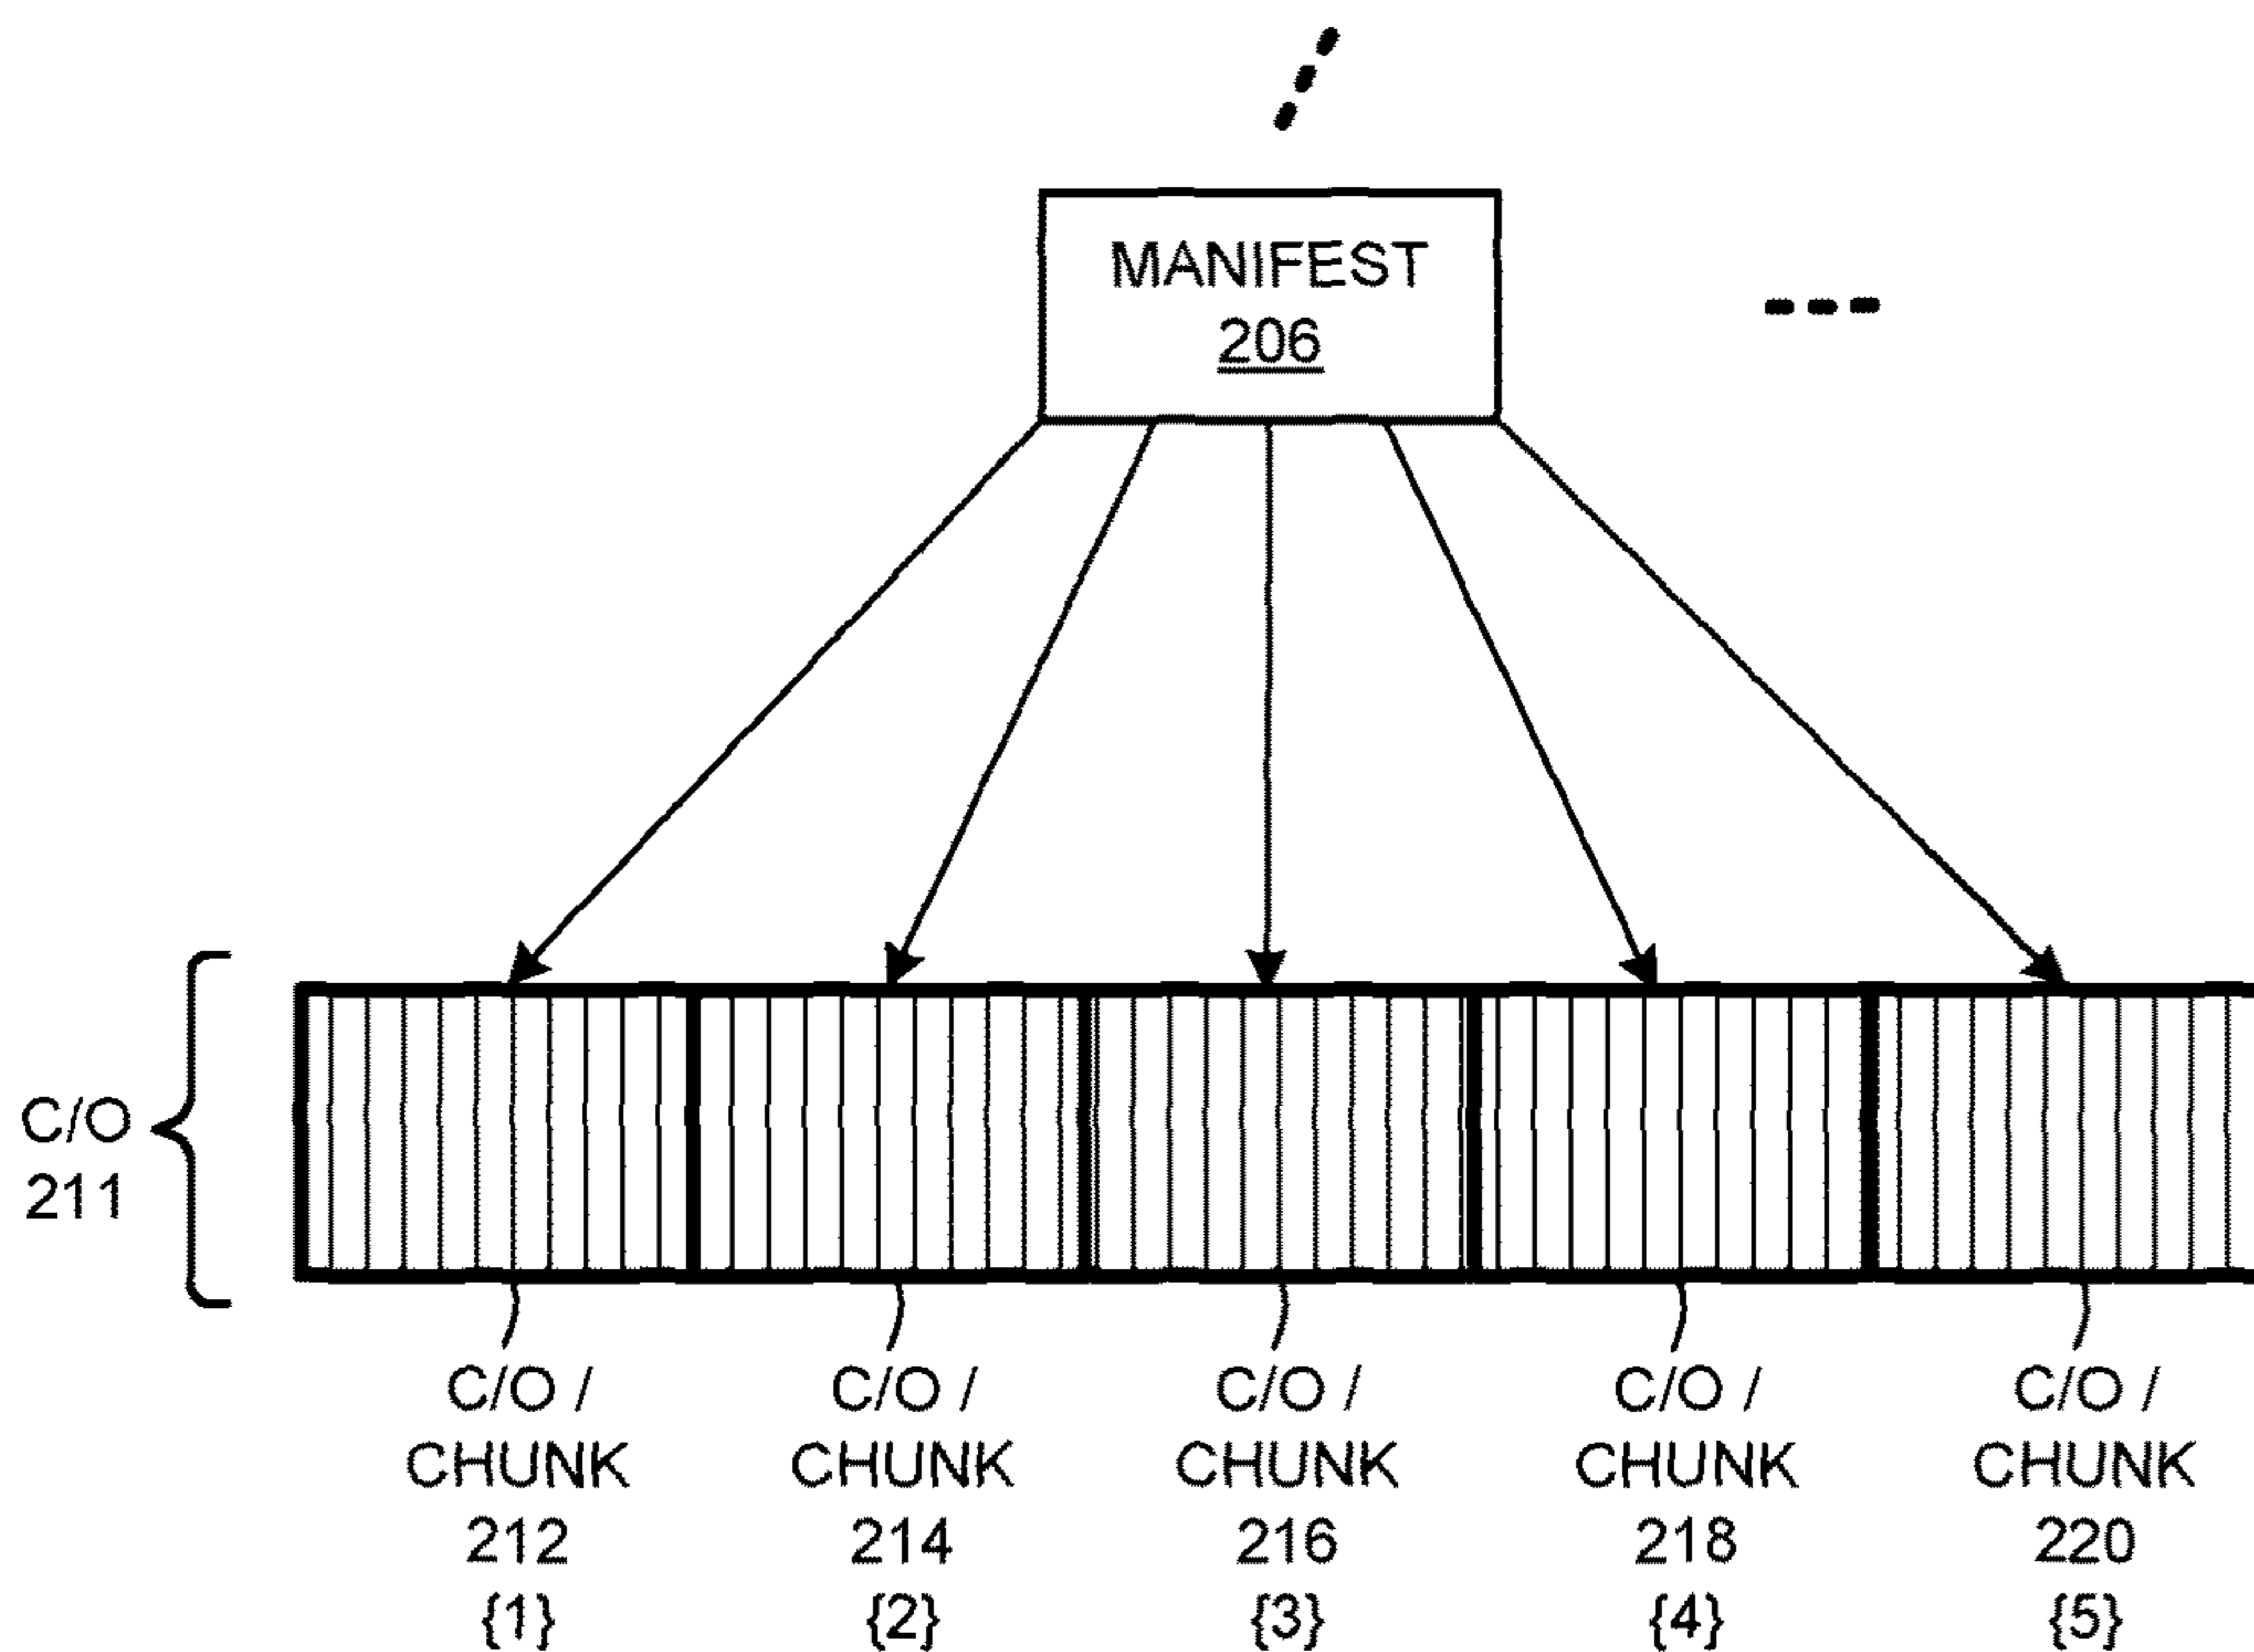 MANIFEST
206
C/O
211
C/O /
CHUNK
212
{1}
C/O /
CHUNK
214
{2}
C/O /
CHUNK
216
{3}
C/O /
CHUNK
218
{4}
C/O /
CHUNK
220
{5}